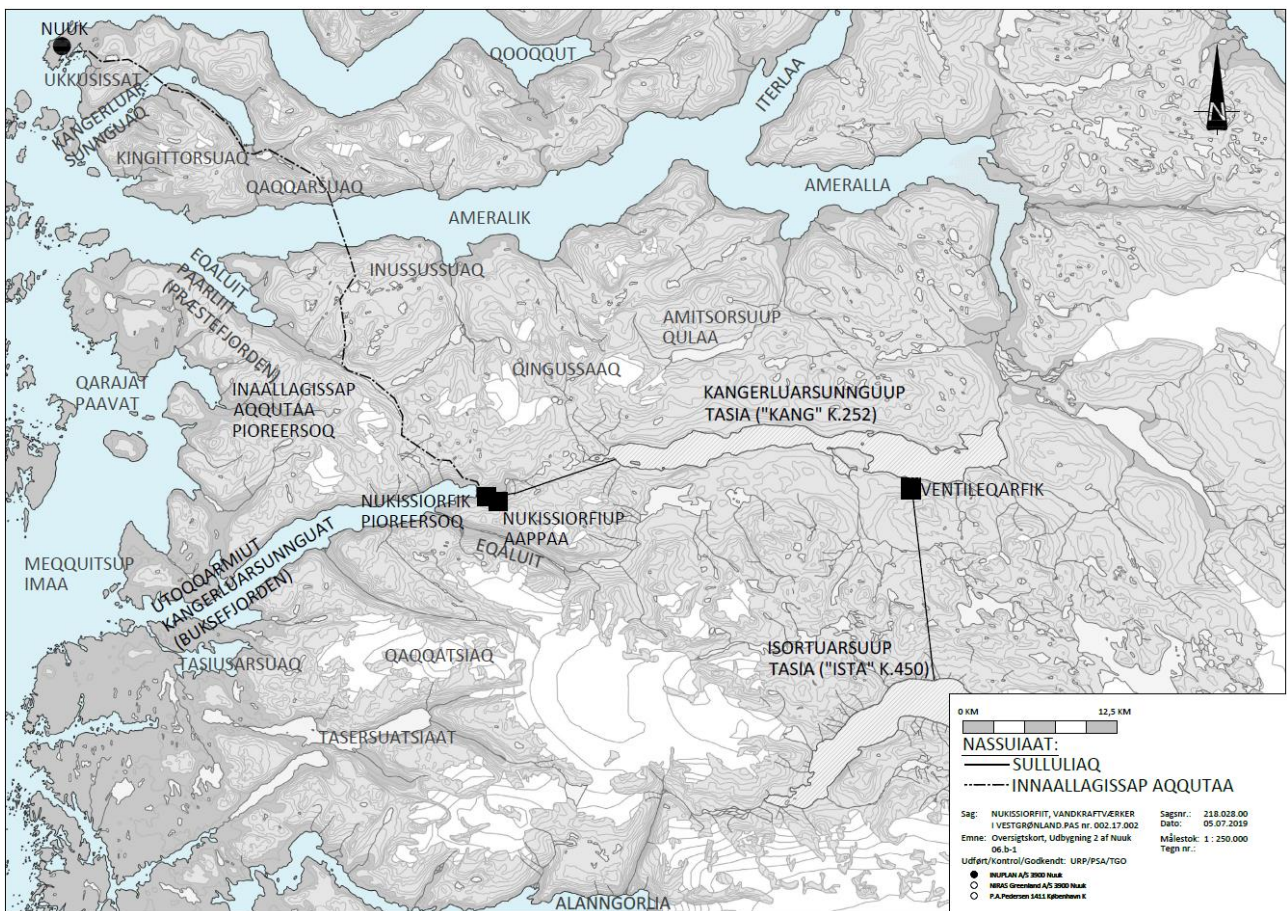 NUUK
UKKUSISSAT
KANGERLUAR-
SUNNGUAQ
QOOQQUT
ITERLAA
N
KINGITTORSUAQ
QAQQARSUAQ
AMERALLA
AMERALIK
EQALUIT
PAARLIIT
(PRÆSTEFJORDEN)
INUSSUSSUAQ
AMITSORSUUP
QULAA
QARAJAT
PAAVAT
QINGUSSAAQ
INAALLAGISSAP
AQQUTAA
PIOREERSOQ
KANGERLUARSUNNGUUP
TASIA ("KANG" K.252)
NUKISSIORFIK
PIOREERSOQ
VENTILEQARFIK
NUKISSIORFIUP
AAPPAA
EQALUIT
MEQQUITSUP
IMAA
UTOQQARMIUT
KANGERLUARSUNNGUAT
(BUKSEFJORDEN)
TASIUSARSUAQ
QAQQATSIAQ
ISORTUARSUUP
TASIA ("ISTA" K.450)
TASERSUATSIAAT
ALANNGORLIA
0 KM 12,5 KM
NASSUIAAT:
SULLULIAQ
INNAALLAGISSAP AQQUTAA
Sag: NUKISSIORFIIT, VANDKRAFTVÆRKER Sagsnr.: 218.028.00
I VESTGRØNLAND.PAS nr. 002.17.002 Dato: 05.07.2019
Emne: Oversigtskort, Udbygning 2 af Nuuk Målestok: 1 : 250.000
06.b-1 Tegn nr.:
Udført/Kontrol/Godkendt: URP/PSA/TGO
INUPLAN A/S 3900 Nuuk
NIRAS Greenland A/S 3900 Nuuk
P.A.Pedersen 1411 København K